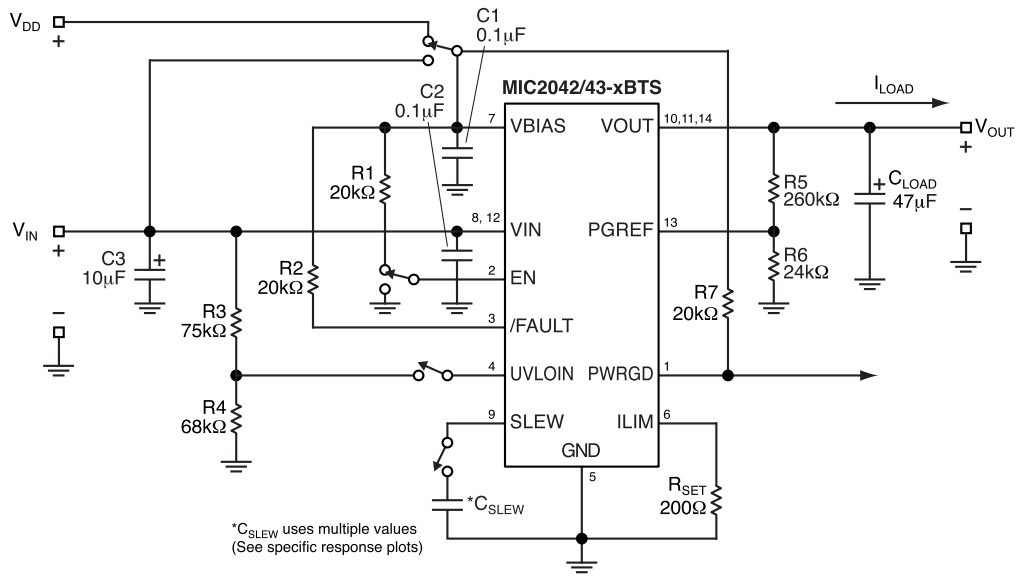 VDD
+
C1
0.1µF
C2
0.1µF
MIC2042/43-xBTS
ILOAD
7
VBIAS
VOUT
10,11,14
VOUT
+
R1
20kΩ
R5
260kΩ
+
CLOAD
47µF
−
VIN
+
8, 12
VIN
PGREF
13
C3
10µF
+
R2
20kΩ
2
EN
R6
24kΩ
R3
75kΩ
−
3
/FAULT
R7
20kΩ
4
UVLOIN
PWRGD
1
R4
68kΩ
9
SLEW
ILIM
6
GND
5
*CSLEW
RSET
200Ω
*CSLEW uses multiple values
(See specific response plots)